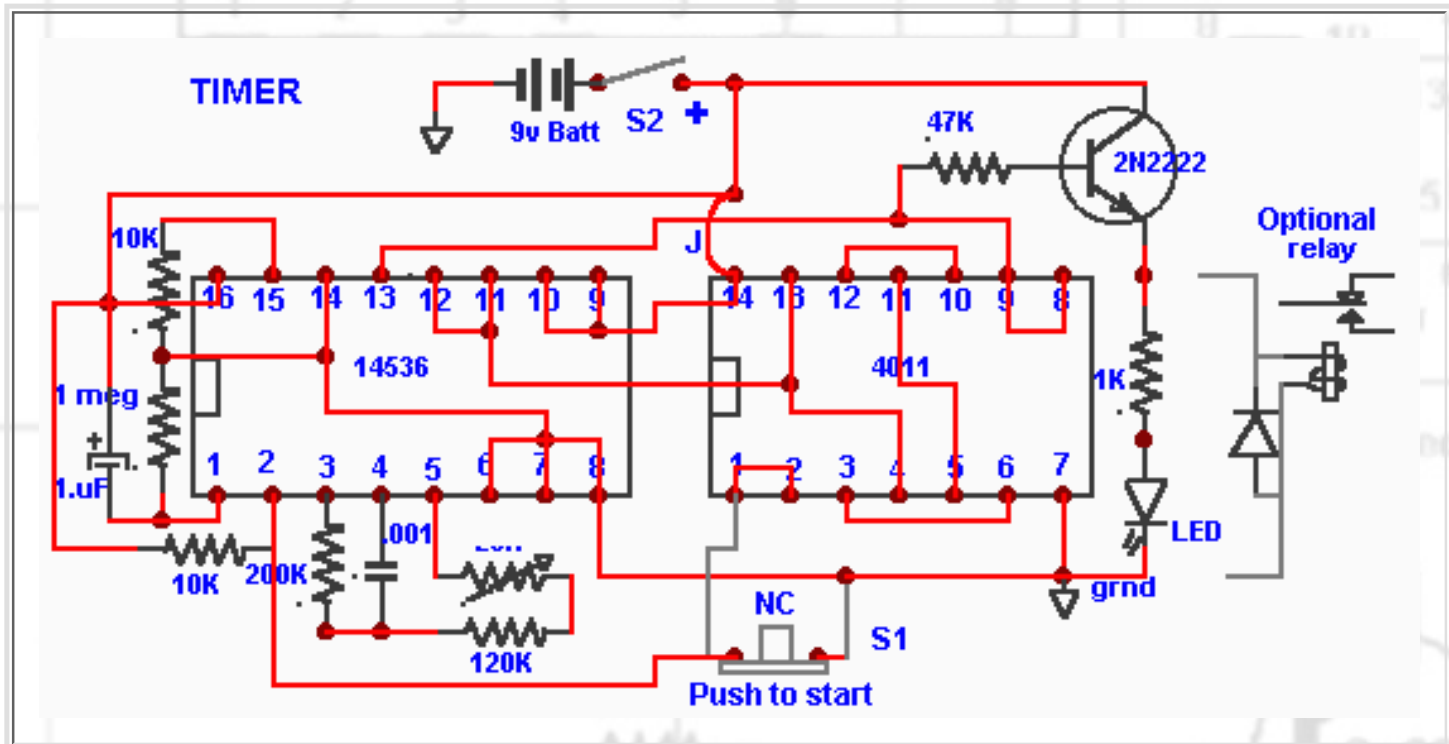 TIMER
9v Batt
S2
+
47K
2N2222
Optional
relay
10K
J
16 15 14 13 12 11 10 9
14 13 12 11 10 9 8
14536
4011
1 meg
1K
+
1.uF
1 2 3 4 5 6 7 8
1 2 3 4 5 6 7
.001
LED
10K
200K
grnd
NC
S1
120K
Push to start